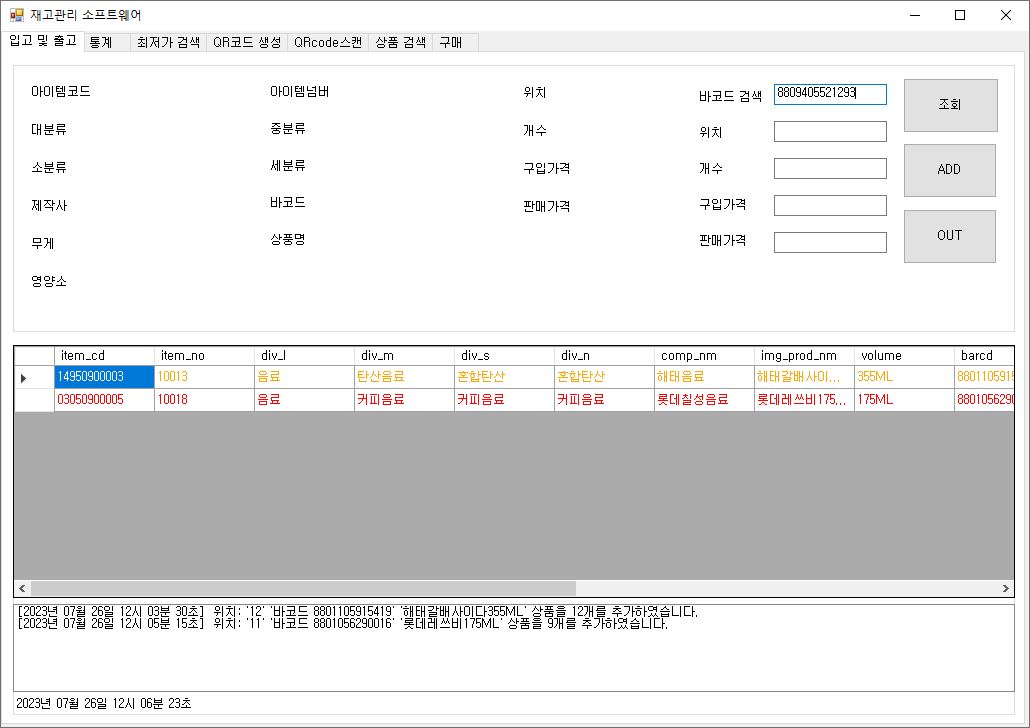 재고관리 소프트웨어
입고 및 출고 통계 최저가 검색 QR코드 생성 QRcode스캔 상품 검색 구매
아이템코드 아이템넘버 위치 바코드 검색 8809405521293 조회
대분류 중분류 개수 위치
소분류 세분류 구입가격 개수 ADD
제작사 바코드 판매가격 구입가격
무게 상품명 판매가격 OUT
영양소
item_cd item_no div_l div_m div_s div_n comp_nm img_prod_nm volume barcd
14950900003 10013 음료 탄산음료 혼합탄산 혼합탄산 해태음료 해태갈배사이... 355ML 8801105915
03050900005 10018 음료 커피음료 커피음료 커피음료 롯데칠성음료 롯데레쓰비175... 175ML 8801056290
[2023년 07월 26일 12시 03분 30초] 위치: '12' '바코드 8801105915419' '해태갈배사이다355ML' 상품을 12개를 추가하였습니다.
[2023년 07월 26일 12시 05분 15초] 위치: '11' '바코드 8801056290016' '롯데레쓰비175ML' 상품을 9개를 추가하였습니다.
2023년 07월 26일 12시 06분 23초